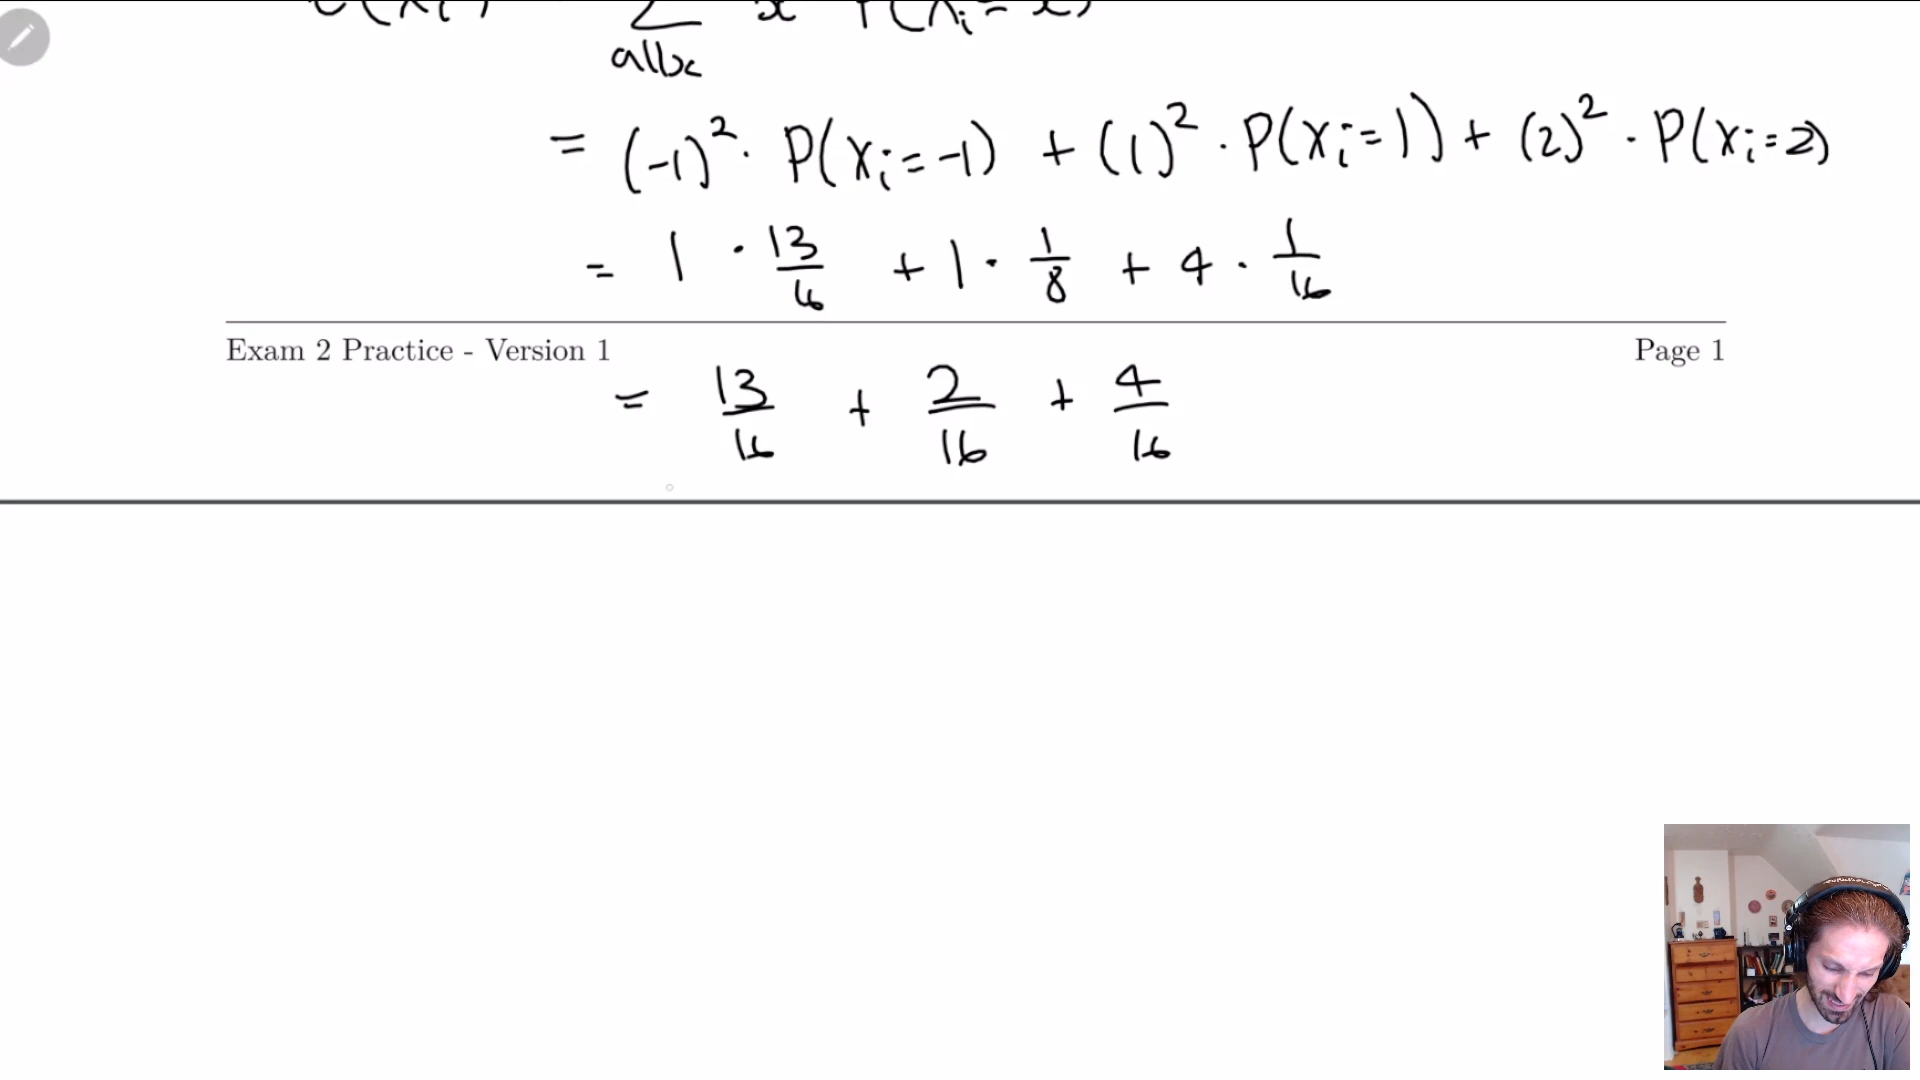 allx
= (-1)² · P(Xi = -1) + (1)² · P(Xi = 1) + (2)² · P(Xi = 2)
= 1 · 13/16 + 1 · 1/8 + 4 · 1/16
Exam 2 Practice - Version 1 Page 1
= 13/16 + 2/16 + 4/16